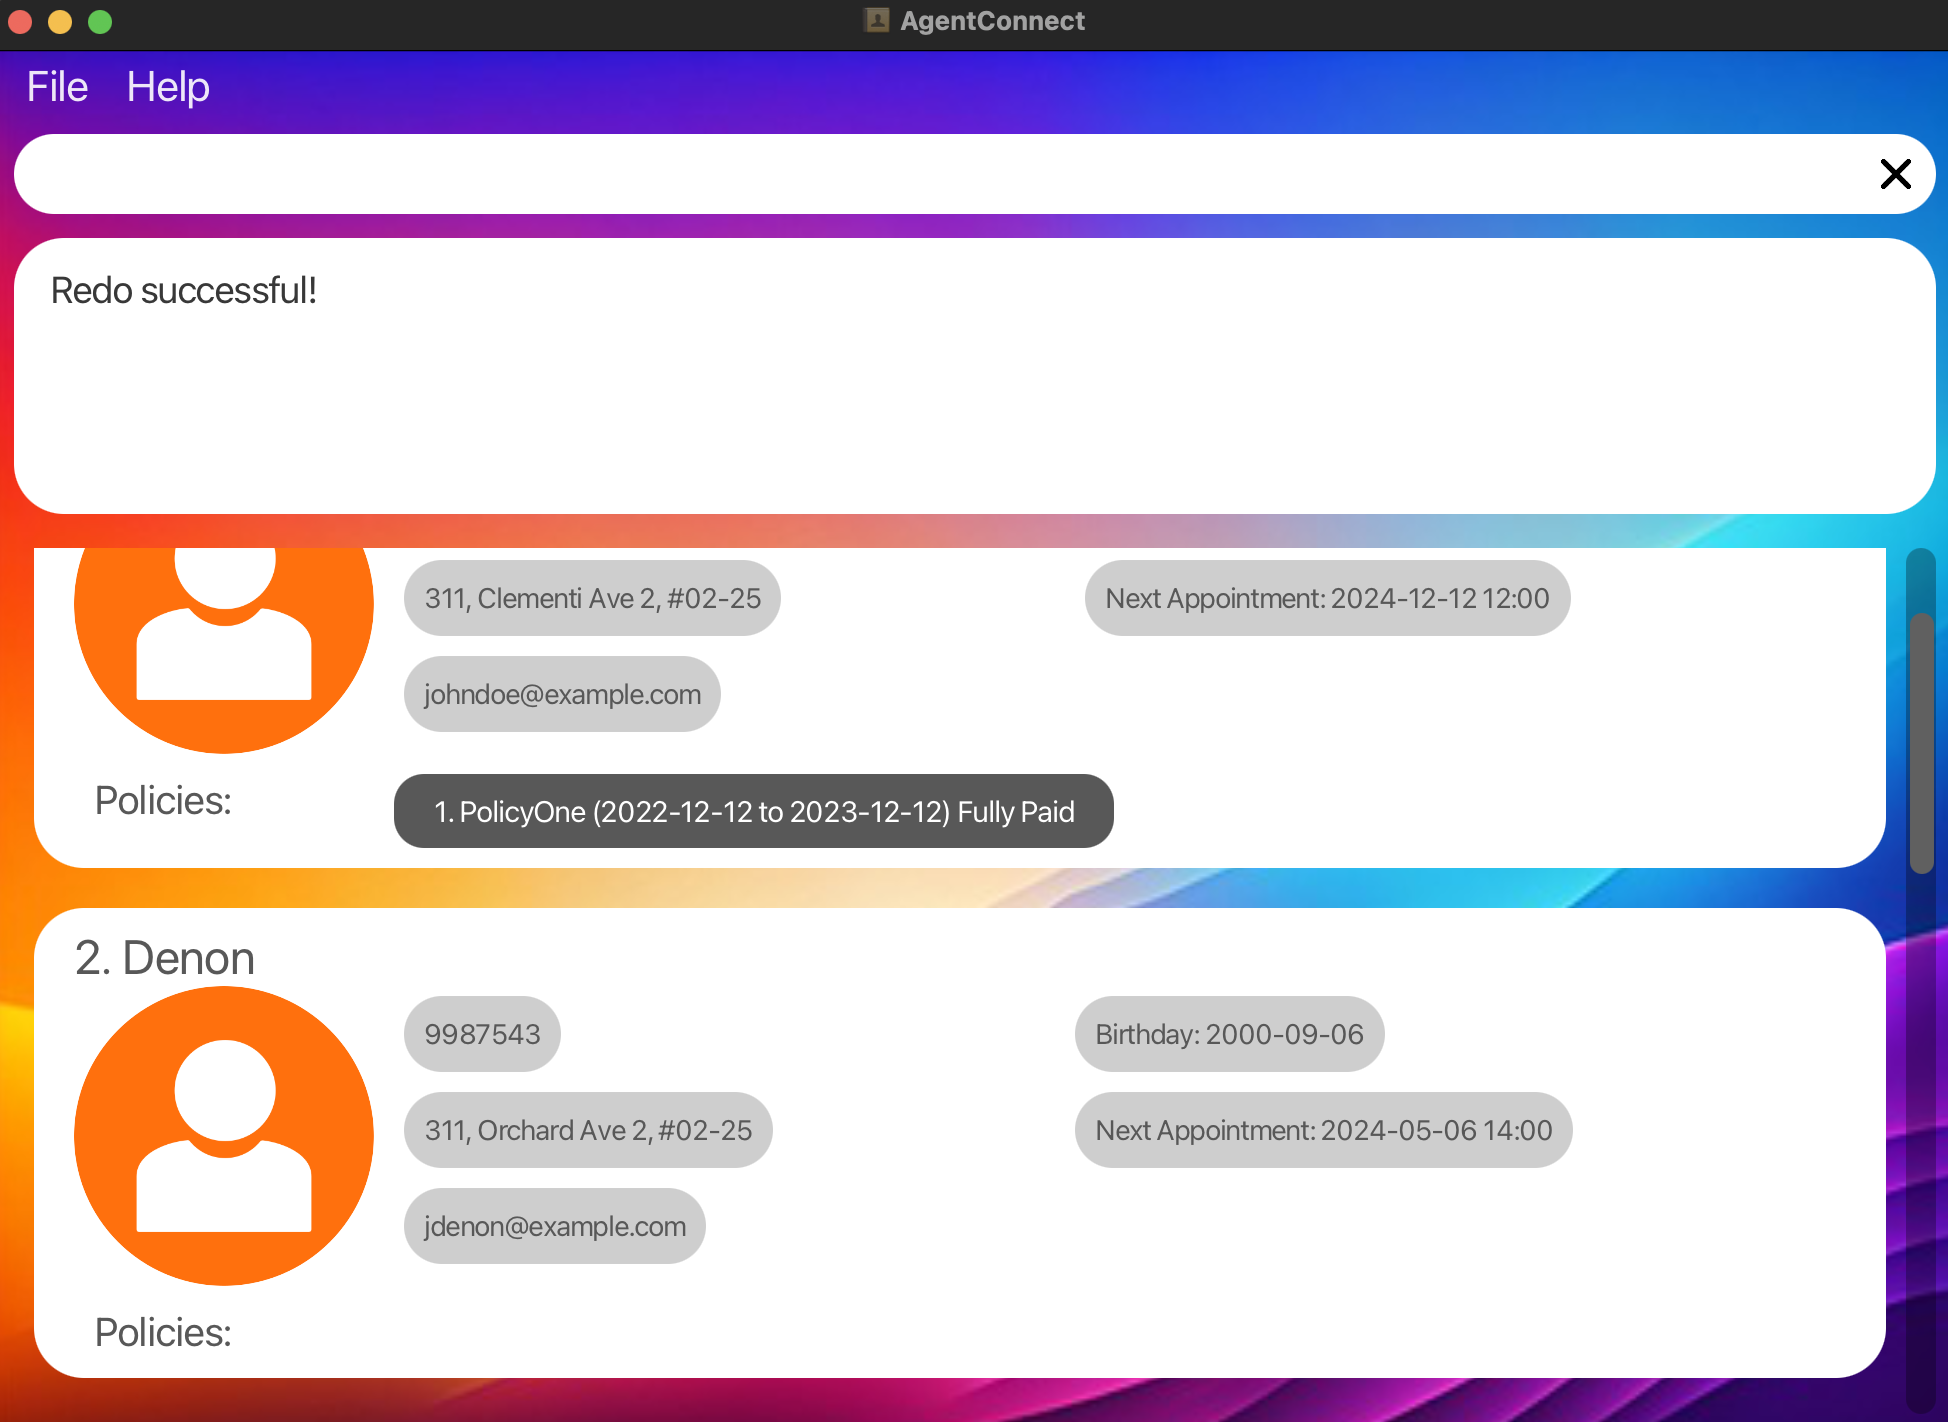 AgentConnect
File Help
Redo successful!
311, Clementi Ave 2, #02-25
Next Appointment: 2024-12-12 12:00
johndoe@example.com
Policies:
1. PolicyOne (2022-12-12 to 2023-12-12) Fully Paid
2. Denon
9987543
Birthday: 2000-09-06
311, Orchard Ave 2, #02-25
Next Appointment: 2024-05-06 14:00
jdenon@example.com
Policies: